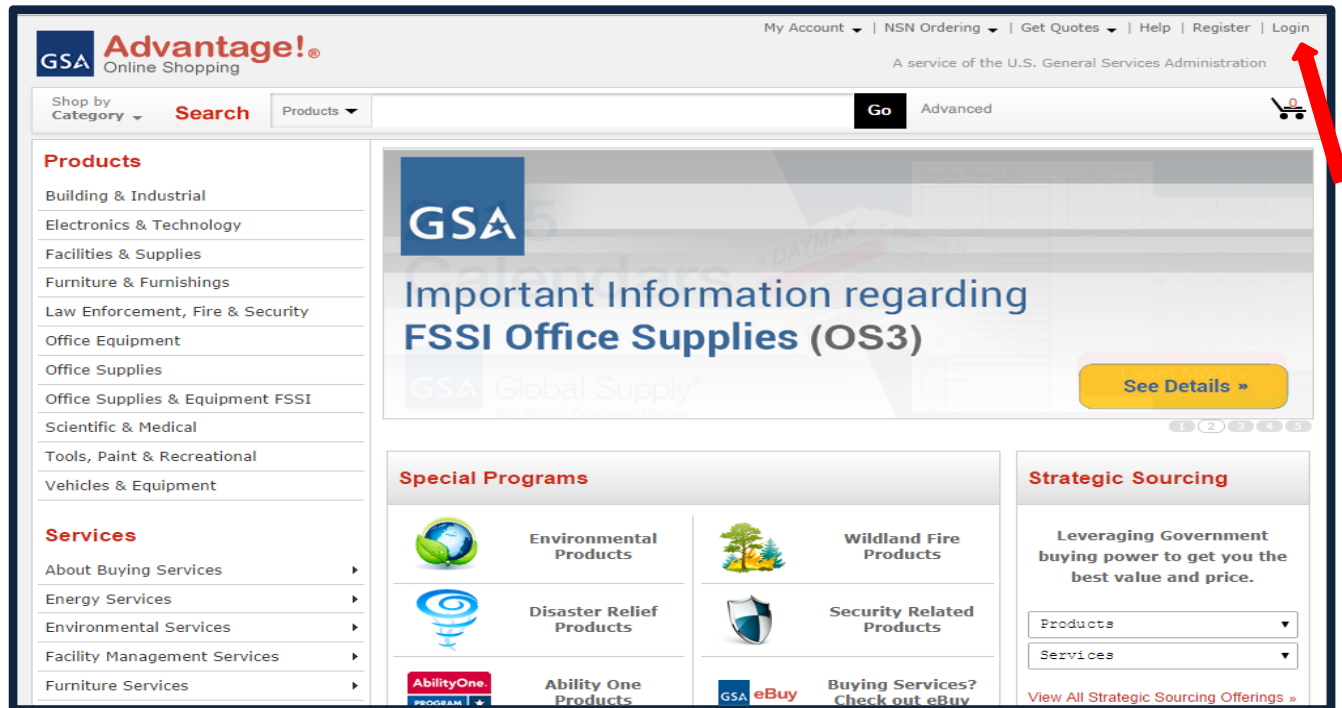 My Account | NSN Ordering | Get Quotes | Help | Register | Login
GSA Advantage!®
Online Shopping
A service of the U.S. General Services Administration
Shop by
Category
Search
Products
Go
Advanced
0
Products
Building & Industrial
Electronics & Technology
Facilities & Supplies
Furniture & Furnishings
Law Enforcement, Fire & Security
Office Equipment
Office Supplies
Office Supplies & Equipment FSSI
Scientific & Medical
Tools, Paint & Recreational
Vehicles & Equipment
Services
About Buying Services
Energy Services
Environmental Services
Facility Management Services
Furniture Services
GSA
15
Calendars
DAYMAX
Important Information regarding
FSSI Office Supplies (OS3)
GSA Global Supply
Learn More »
See Details »
1 2 3 4 5
Special Programs
Environmental
Products
Wildland Fire
Products
Disaster Relief
Products
Security Related
Products
AbilityOne.
PROGRAM
Ability One
Products
GSA eBuy
Buying Services?
Check out eBuy
Strategic Sourcing
Leveraging Government
buying power to get you the
best value and price.
Products
Services
View All Strategic Sourcing Offerings »